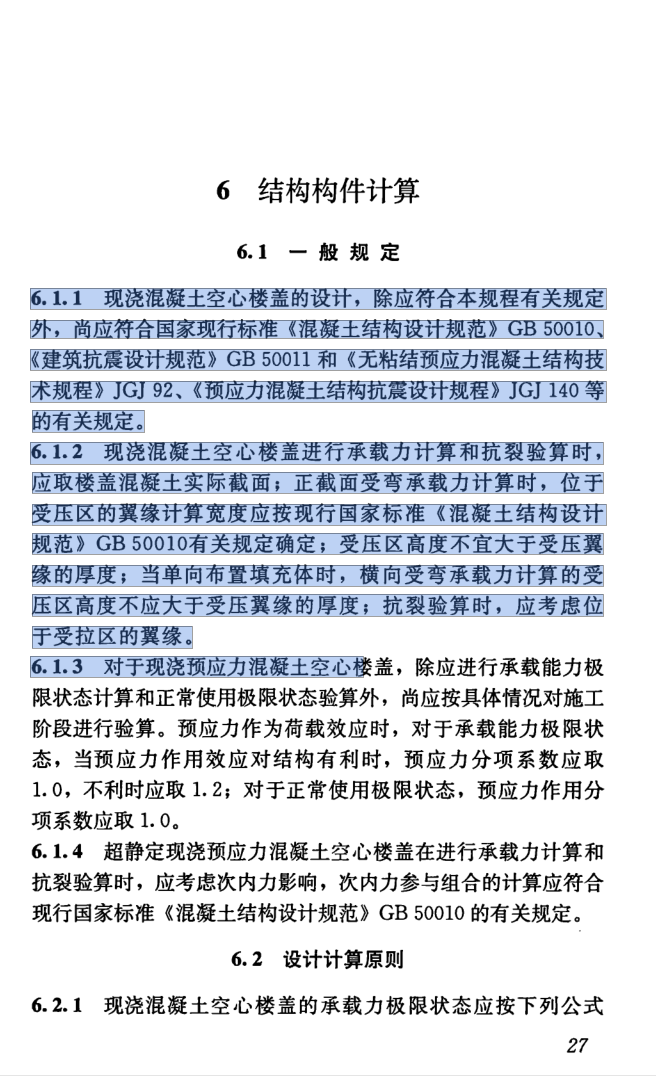 6 结构构件计算
6.1 一般规定
6.1.1 现浇混凝土空心楼盖的设计，除应符合本规程有关规定
外，尚应符合国家现行标准《混凝土结构设计规范》GB 50010、
《建筑抗震设计规范》GB 50011 和《无粘结预应力混凝土结构技
术规程》JGJ 92、《预应力混凝土结构抗震设计规程》JGJ 140 等
的有关规定。
6.1.2 现浇混凝土空心楼盖进行承载力计算和抗裂验算时，
应取楼盖混凝土实际截面；正截面受弯承载力计算时，位于
受压区的翼缘计算宽度应按现行国家标准《混凝土结构设计
规范》GB 50010有关规定确定；受压区高度不宜大于受压翼
缘的厚度；当单向布置填充体时，横向受弯承载力计算的受
压区高度不应大于受压翼缘的厚度；抗裂验算时，应考虑位
于受拉区的翼缘。
6.1.3 对于现浇预应力混凝土空心楼盖，除应进行承载能力极
限状态计算和正常使用极限状态验算外，尚应按具体情况对施工
阶段进行验算。预应力作为荷载效应时，对于承载能力极限状
态，当预应力作用效应对结构有利时，预应力分项系数应取
1.0，不利时应取 1.2；对于正常使用极限状态，预应力作用分
项系数应取 1.0。
6.1.4 超静定现浇预应力混凝土空心楼盖在进行承载力计算和
抗裂验算时，应考虑次内力影响，次内力参与组合的计算应符合
现行国家标准《混凝土结构设计规范》GB 50010 的有关规定。
6.2 设计计算原则
6.2.1 现浇混凝土空心楼盖的承载力极限状态应按下列公式
27